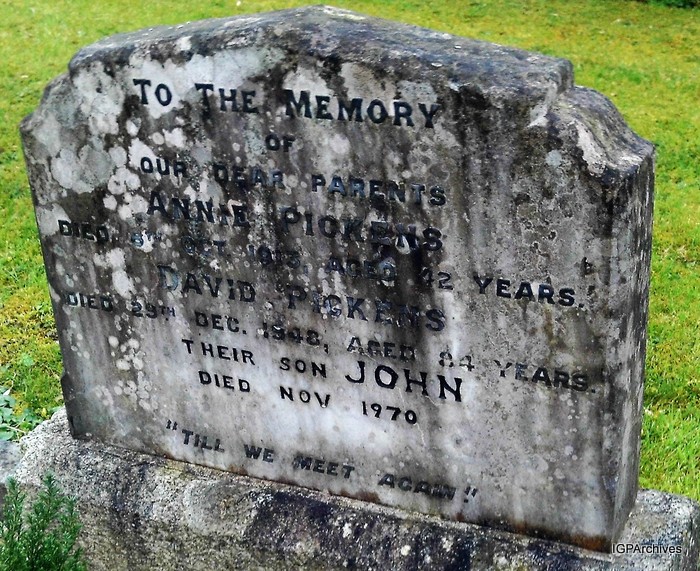 TO THE MEMORY
OF
OUR DEAR PARENTS
ANNIE PICKENS
DIED OCT. AGED YEARS.
DAVID PICKENS
DIED 29TH DEC. 1948, AGED 84 YEARS.
THEIR SON JOHN
DIED NOV 1970
"TILL WE MEET AGAIN"
IGPArchives